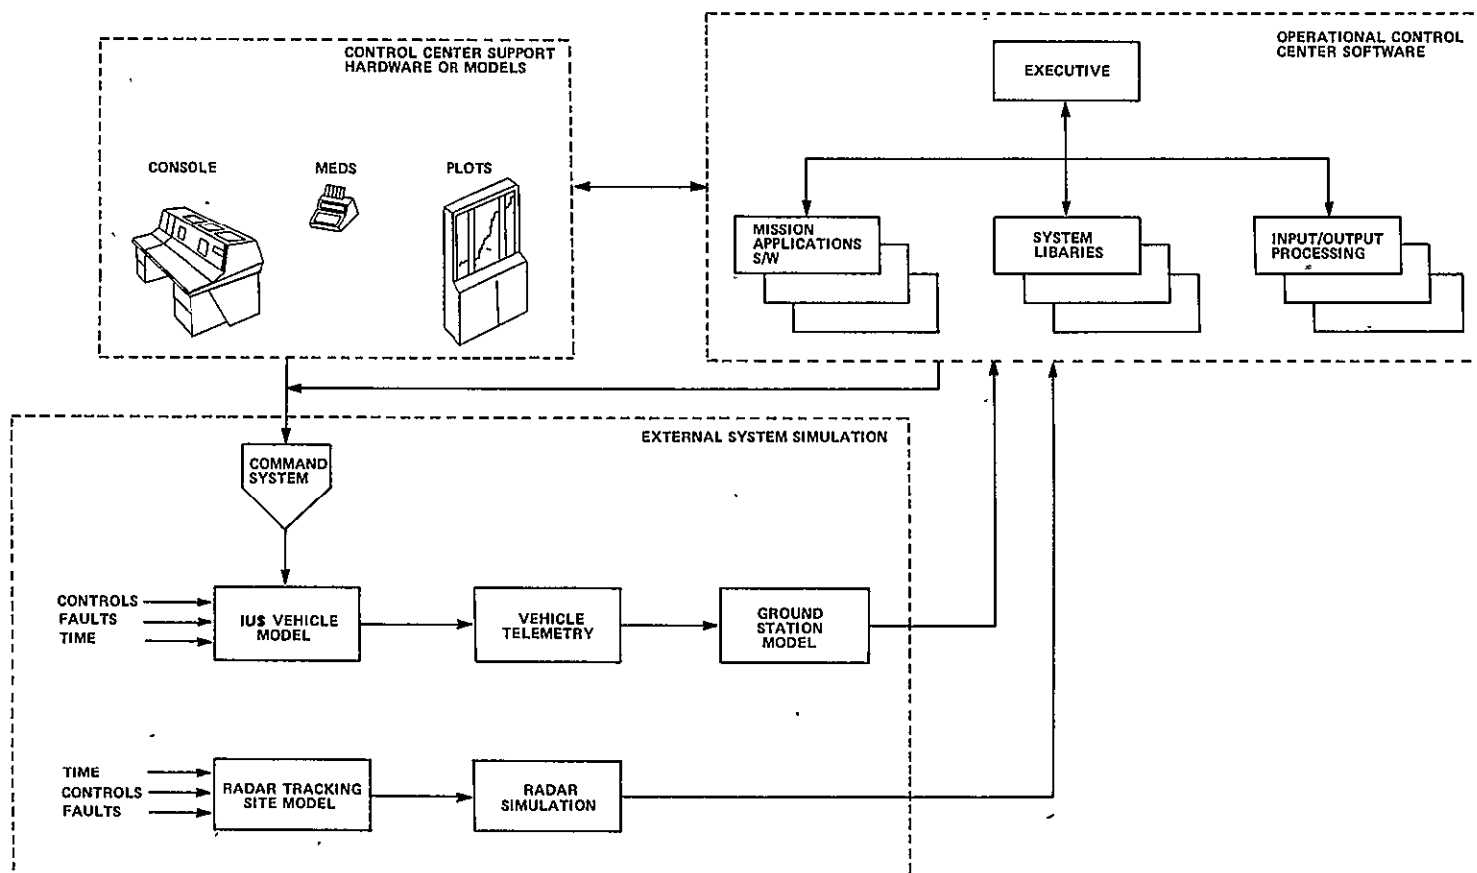 CONTROL CENTER SUPPORT
HARDWARE OR MODELS
CONSOLE
MEDS
PLOTS
OPERATIONAL CONTROL
CENTER SOFTWARE
EXECUTIVE
MISSION
APPLICATIONS
S/W
SYSTEM
LIBARIES
INPUT/OUTPUT
PROCESSING
EXTERNAL SYSTEM SIMULATION
COMMAND
SYSTEM
CONTROLS
FAULTS
TIME
IUS VEHICLE
MODEL
VEHICLE
TELEMETRY
GROUND
STATION
MODEL
TIME
CONTROLS
FAULTS
RADAR TRACKING
SITE MODEL
RADAR
SIMULATION